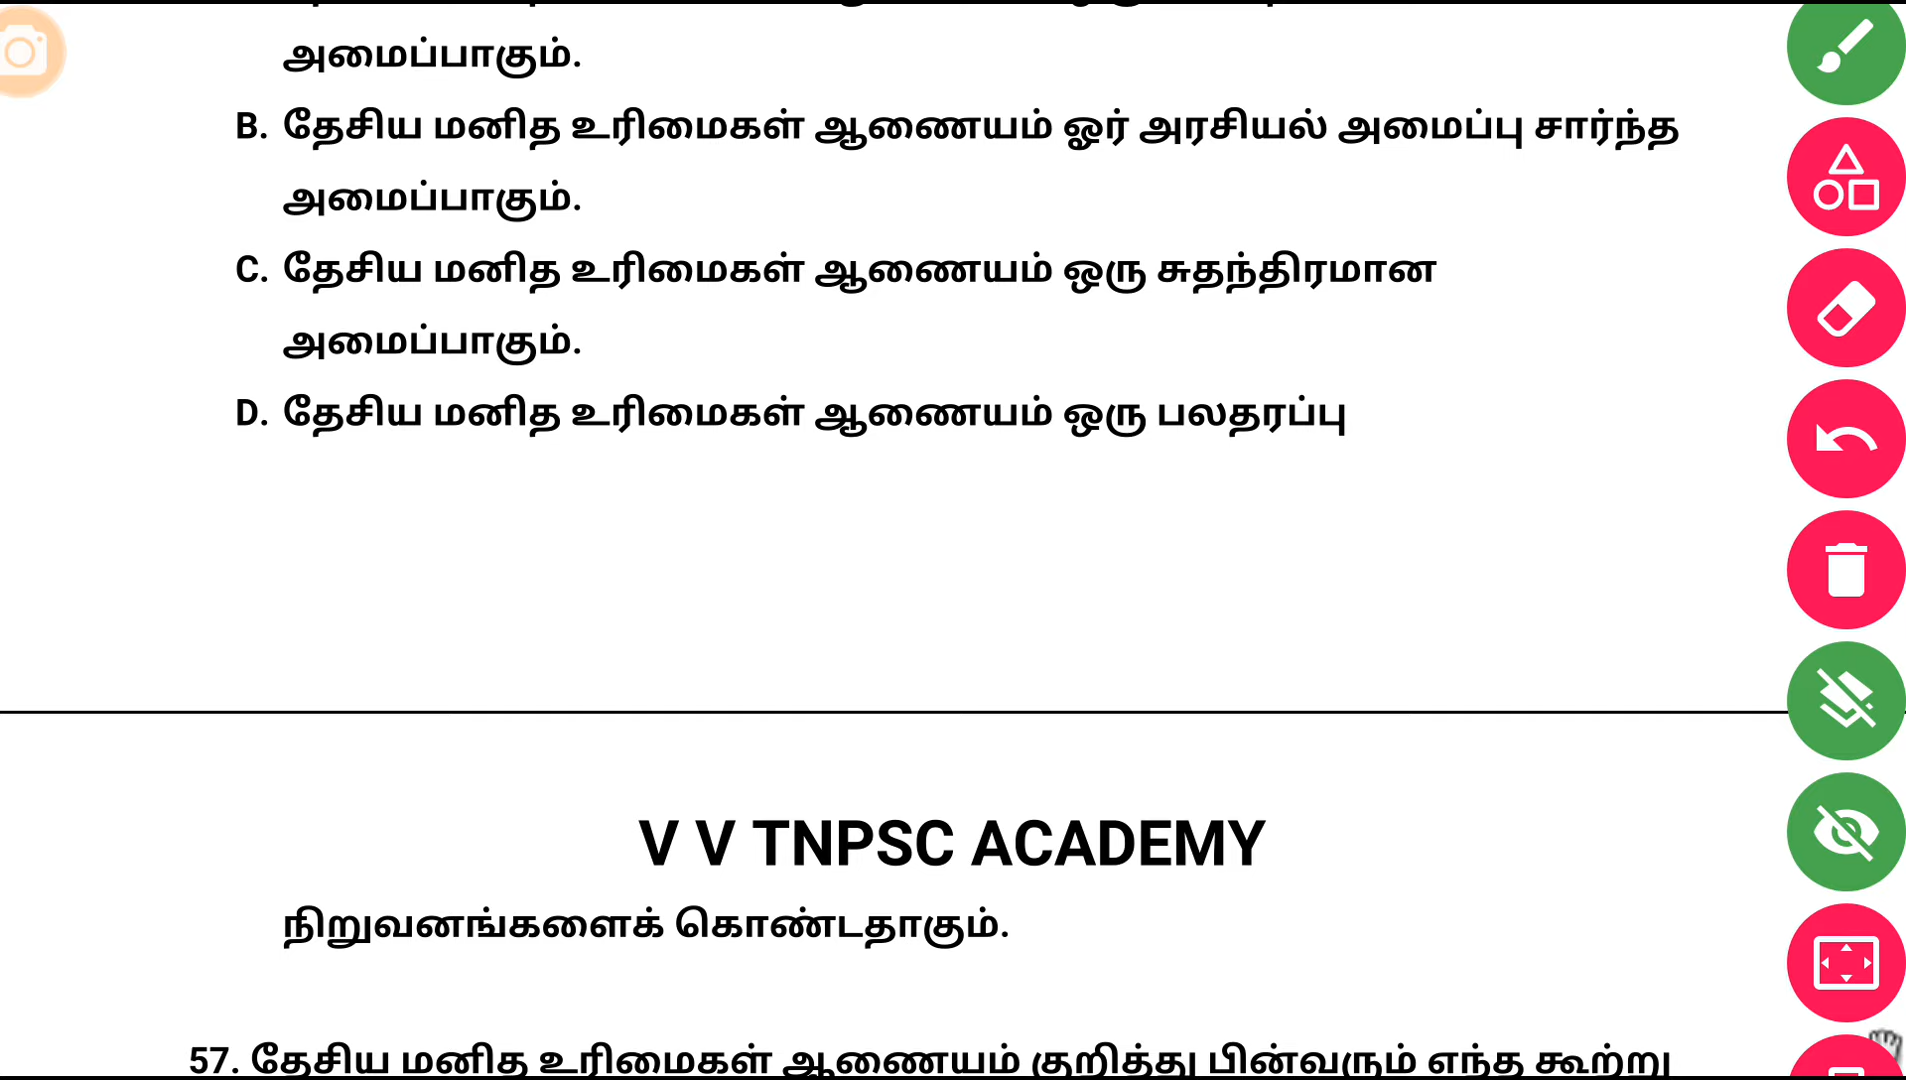 அமைப்பாகும்.
B. தேசிய மனித உரிமைகள் ஆணையம் ஓர் அரசியல் அமைப்பு சார்ந்த
அமைப்பாகும்.
C. தேசிய மனித உரிமைகள் ஆணையம் ஒரு சுதந்திரமான
அமைப்பாகும்.
D. தேசிய மனித உரிமைகள் ஆணையம் ஒரு பலதரப்பு
V V TNPSC ACADEMY
நிறுவனங்களைக் கொண்டதாகும்.
57. தேசிய மனித உரிமைகள் ஆணையம் குறித்து பின்வரும் எந்த கூற்று